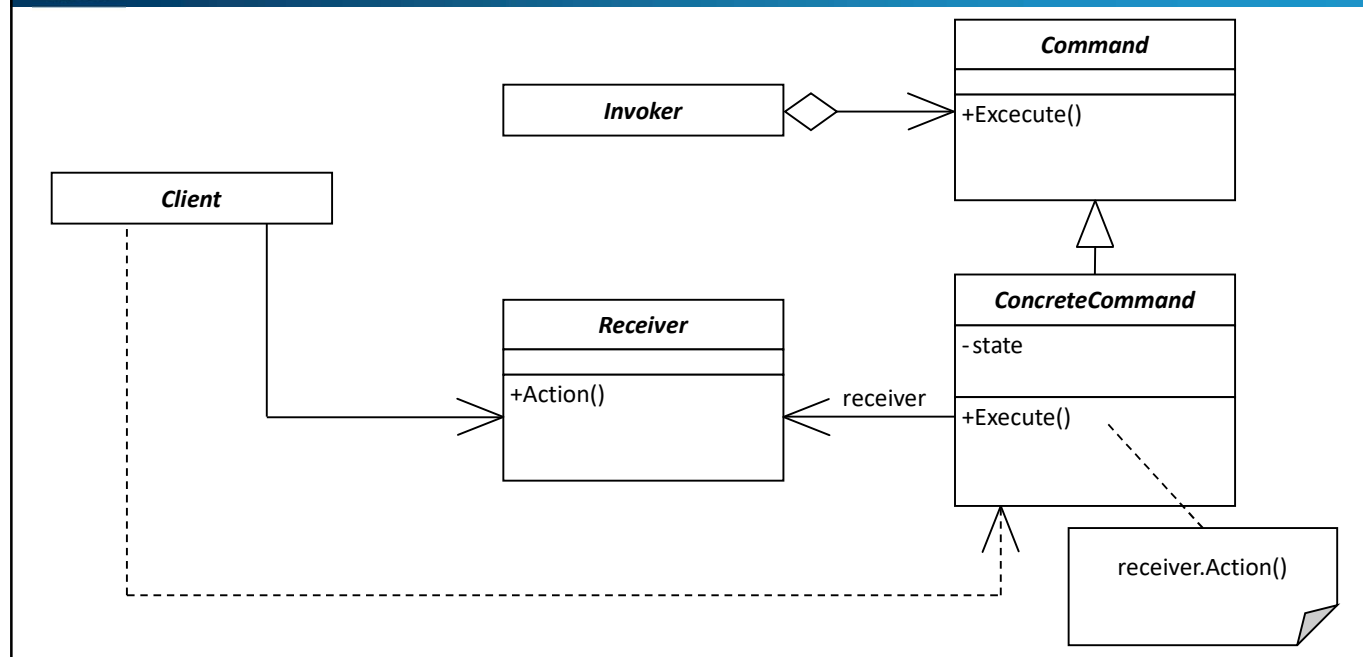 Command
Invoker
+Excecute()
Client
ConcreteCommand
Receiver
-state
+Action()
receiver
+Execute()
receiver.Action()